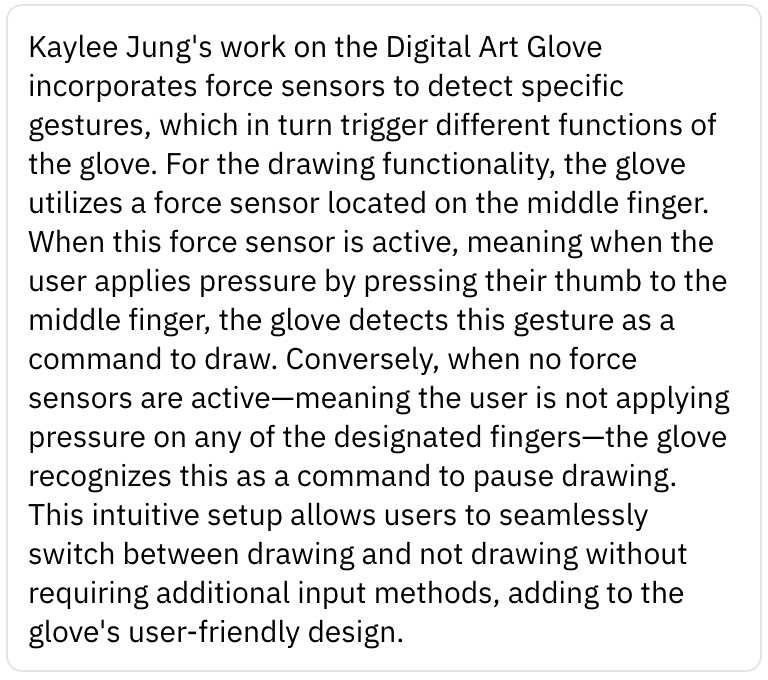 Kaylee Jung's work on the Digital Art Glove
incorporates force sensors to detect specific
gestures, which in turn trigger different functions of
the glove. For the drawing functionality, the glove
utilizes a force sensor located on the middle finger.
When this force sensor is active, meaning when the
user applies pressure by pressing their thumb to the
middle finger, the glove detects this gesture as a
command to draw. Conversely, when no force
sensors are active—meaning the user is not applying
pressure on any of the designated fingers—the glove
recognizes this as a command to pause drawing.
This intuitive setup allows users to seamlessly
switch between drawing and not drawing without
requiring additional input methods, adding to the
glove's user-friendly design.